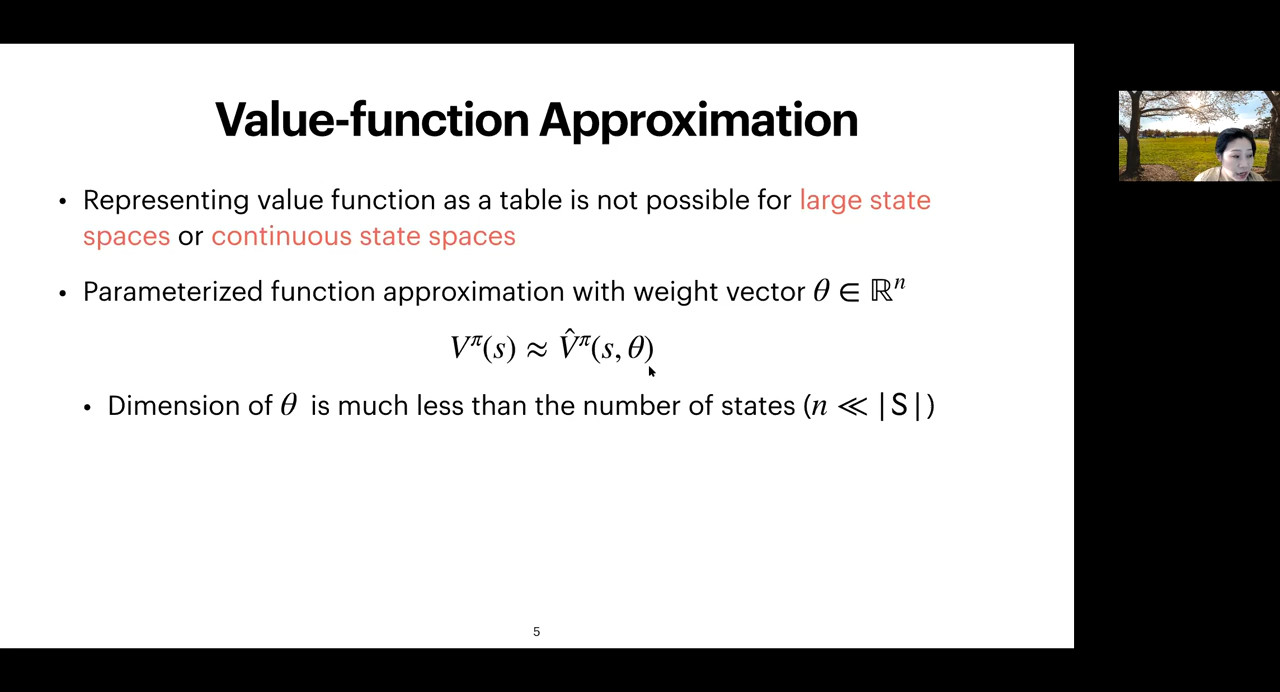 Value-function Approximation
• Representing value function as a table is not possible for large state
spaces or continuous state spaces
• Parameterized function approximation with weight vector θ ∈ ℝⁿ
V^π(s) ≈ V̂^π(s, θ)
• Dimension of θ is much less than the number of states (n ≪ |S|)
5